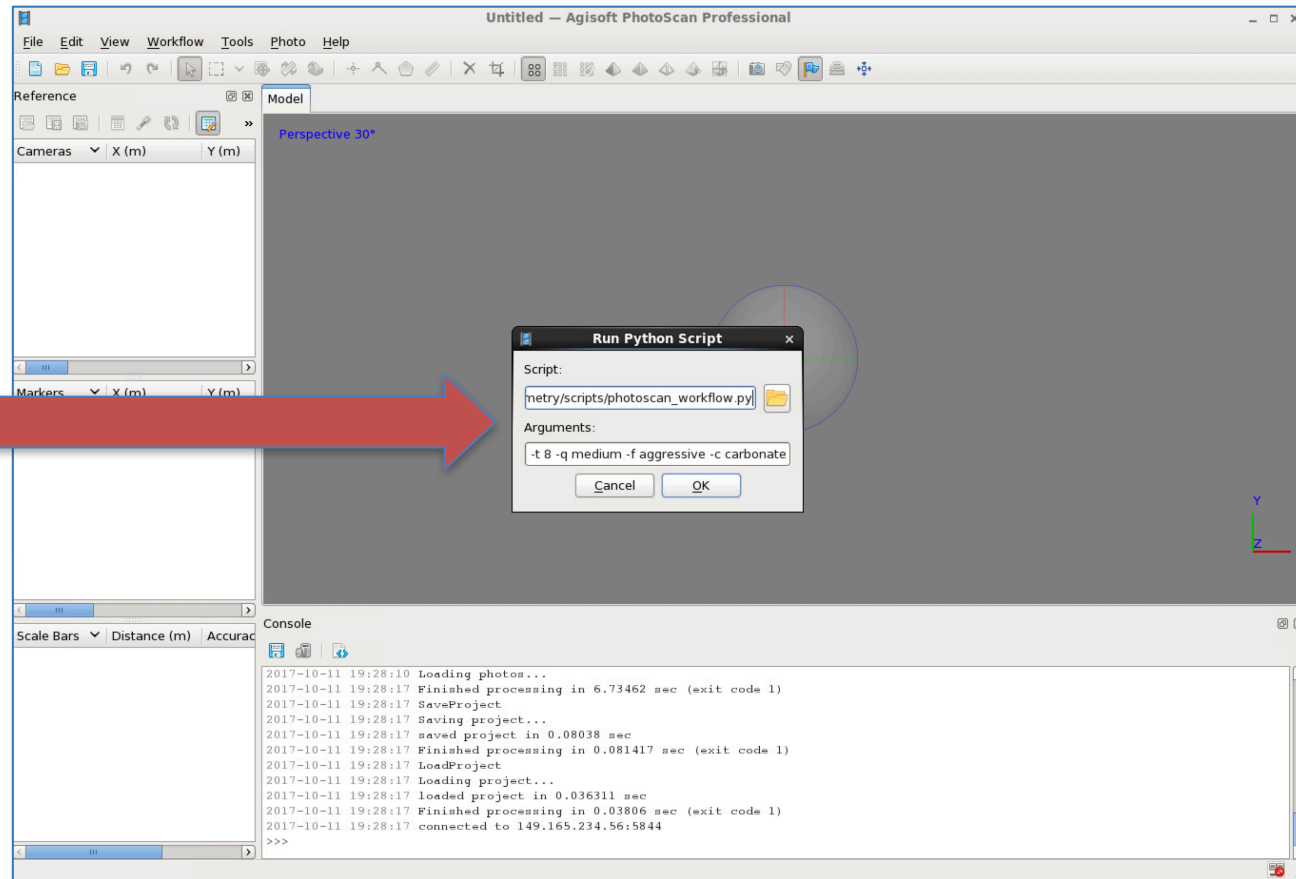 Untitled — Agisoft PhotoScan Professional
File Edit View Workflow Tools Photo Help
Reference
Model
»
Perspective 30°
Cameras X (m) Y (m)
Run Python Script
Script:
netry/scripts/photoscan_workflow.py
Arguments:
-t 8 -q medium -f aggressive -c carbonate
Cancel OK
Markers X (m) Y (m)
Y
Z
Console
Scale Bars Distance (m) Accurac
2017-10-11 19:28:10 Loading photos...
2017-10-11 19:28:17 Finished processing in 6.73462 sec (exit code 1)
2017-10-11 19:28:17 SaveProject
2017-10-11 19:28:17 Saving project...
2017-10-11 19:28:17 saved project in 0.08038 sec
2017-10-11 19:28:17 Finished processing in 0.081417 sec (exit code 1)
2017-10-11 19:28:17 LoadProject
2017-10-11 19:28:17 Loading project...
2017-10-11 19:28:17 loaded project in 0.036311 sec
2017-10-11 19:28:17 Finished processing in 0.03806 sec (exit code 1)
2017-10-11 19:28:17 connected to 149.165.234.56:5844
>>>